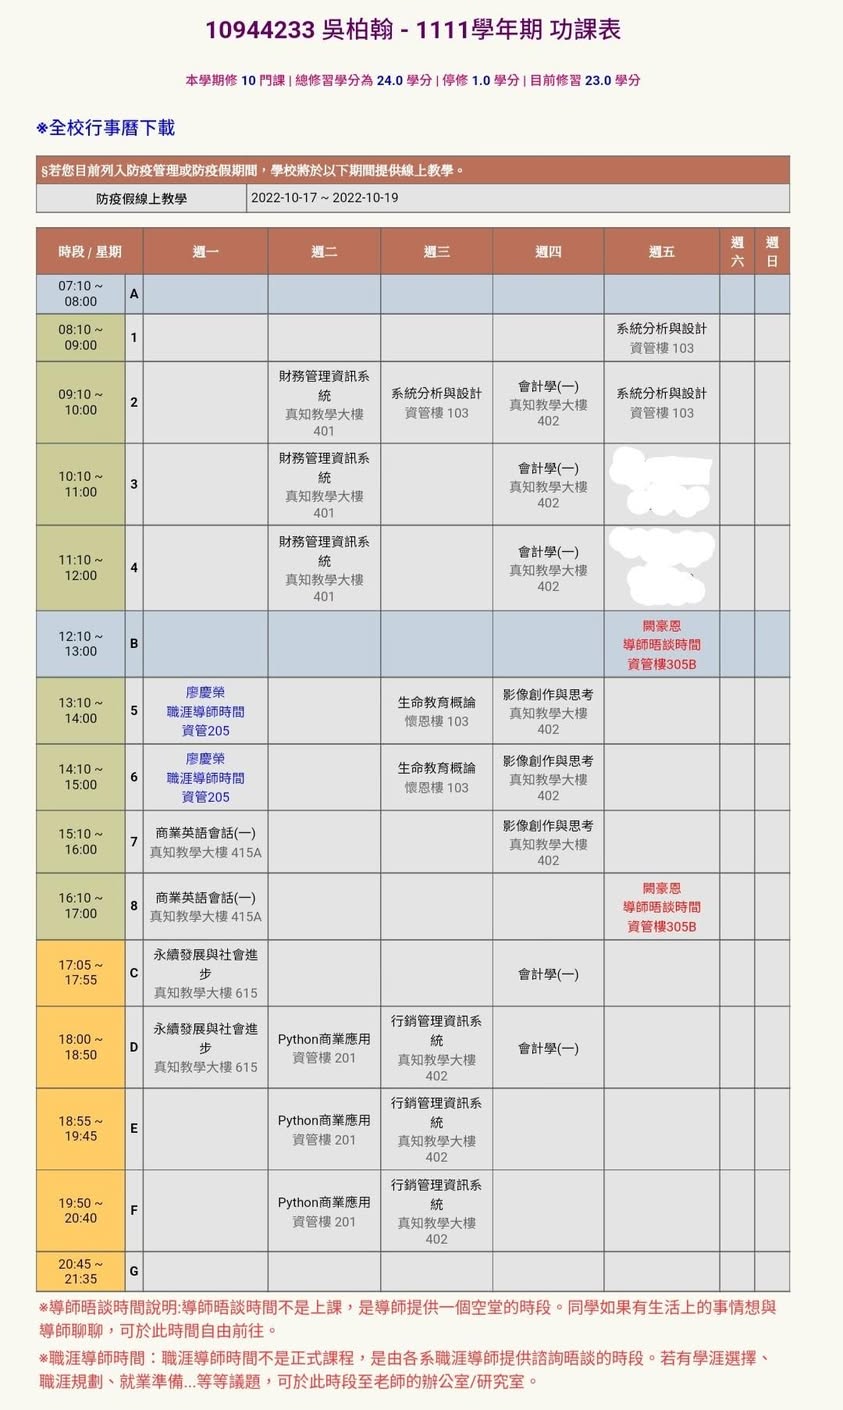 10944233 吳柏翰 - 1111學年期 功課表
本學期修 10 門課 | 總修習學分為 24.0 學分 | 停修 1.0 學分 | 目前修習 23.0 學分
※全校行事曆下載
§若您目前列入防疫管理或防疫假期間，學校將於以下期間提供線上教學。
防疫假線上教學 2022-10-17 ~ 2022-10-19
時段 / 星期 週一 週二 週三 週四 週五 週六 週日
07:10 ~ 08:00 A
08:10 ~ 09:00 1 系統分析與設計 資管樓 103
09:10 ~ 10:00 2 財務管理資訊系統 真知教學大樓 401 系統分析與設計 資管樓 103 會計學(一) 真知教學大樓 402 系統分析與設計 資管樓 103
10:10 ~ 11:00 3 財務管理資訊系統 真知教學大樓 401 會計學(一) 真知教學大樓 402
11:10 ~ 12:00 4 財務管理資訊系統 真知教學大樓 401 會計學(一) 真知教學大樓 402
12:10 ~ 13:00 B 闕豪恩 導師晤談時間 資管樓305B
13:10 ~ 14:00 5 廖慶榮 職涯導師時間 資管205 生命教育概論 懷恩樓 103 影像創作與思考 真知教學大樓 402
14:10 ~ 15:00 6 廖慶榮 職涯導師時間 資管205 生命教育概論 懷恩樓 103 影像創作與思考 真知教學大樓 402
15:10 ~ 16:00 7 商業英語會話(一) 真知教學大樓 415A 影像創作與思考 真知教學大樓 402
16:10 ~ 17:00 8 商業英語會話(一) 真知教學大樓 415A 闕豪恩 導師晤談時間 資管樓305B
17:05 ~ 17:55 C 永續發展與社會進步 真知教學大樓 615 會計學(一)
18:00 ~ 18:50 D 永續發展與社會進步 真知教學大樓 615 Python商業應用 資管樓 201 行銷管理資訊系統 真知教學大樓 402 會計學(一)
18:55 ~ 19:45 E Python商業應用 資管樓 201 行銷管理資訊系統 真知教學大樓 402
19:50 ~ 20:40 F Python商業應用 資管樓 201 行銷管理資訊系統 真知教學大樓 402
20:45 ~ 21:35 G
※導師晤談時間說明:導師晤談時間不是上課，是導師提供一個空堂的時段。同學如果有生活上的事情想與
導師聊聊，可於此時間自由前往。
※職涯導師時間：職涯導師時間不是正式課程，是由各系職涯導師提供諮詢晤談的時段。若有學涯選擇、
職涯規劃、就業準備...等等議題，可於此時段至老師的辦公室/研究室。